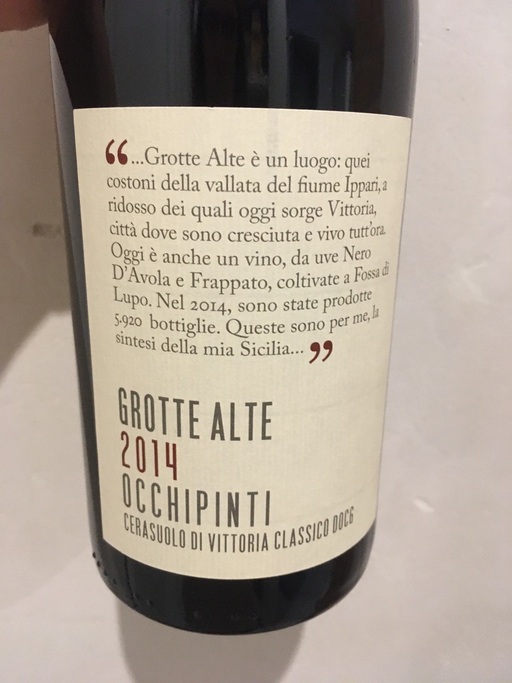 “...Grotte Alte è un luogo: quei
costoni della vallata del fiume Ippari, a
ridosso dei quali oggi sorge Vittoria,
città dove sono cresciuta e vivo tutt'ora.
Oggi è anche un vino, da uve Nero
D'Avola e Frappato, coltivate a Fossa di
Lupo. Nel 2014, sono state prodotte
5.920 bottiglie. Queste sono per me, la
sintesi della mia Sicilia...”
GROTTE ALTE
2014
OCCHIPINTI
CERASUOLO DI VITTORIA CLASSICO DOCG